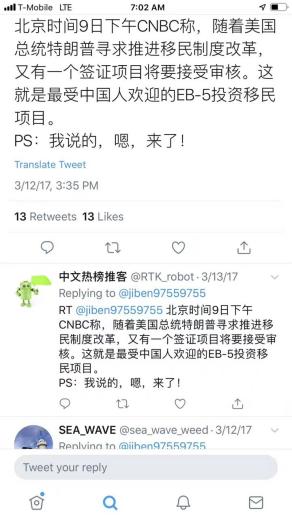 T-Mobile LTE 7:02 AM
北京时间9日下午CNBC称，随着美国
总统特朗普寻求推进移民制度改革，
又有一个签证项目将要接受审核。这
就是最受中国人欢迎的EB-5投资移民
项目。
PS：我说的，嗯，来了！
Translate Tweet
3/12/17, 3:35 PM
13 Retweets 13 Likes
中文热榜推客 @RTK_robot · 3/13/17
Replying to @jiben97559755
RT @jiben97559755 北京时间9日下午
CNBC称，随着美国总统特朗普寻求推进移
民制度改革，又有一个签证项目将要接受审
核。这就是最受中国人欢迎的EB-5投资移
民项目。
PS：我说的，嗯，来了！
SEA_WAVE @sea_wave_weed · 3/12/17
Replying to @jiben97559755
Tweet your reply